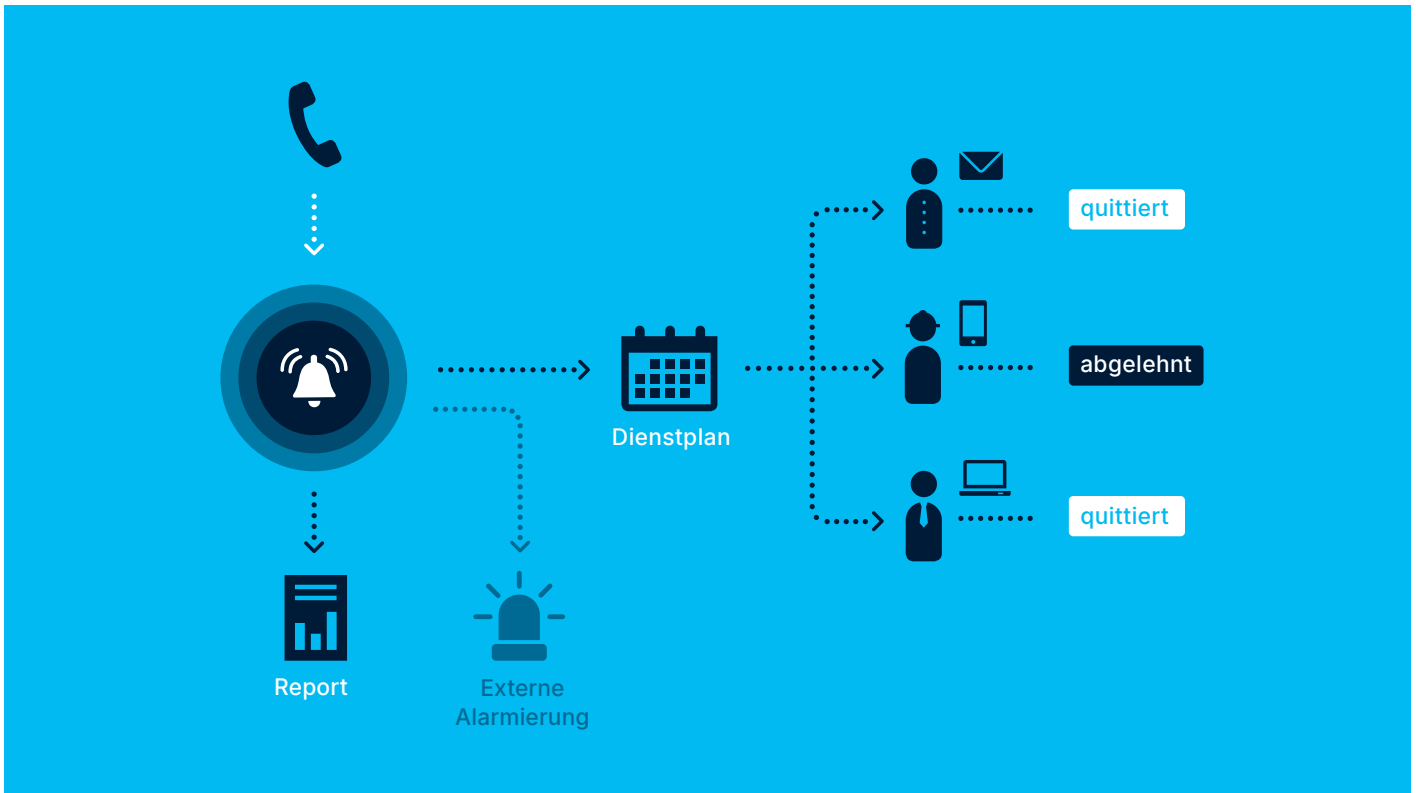 quittiert
abgelehnt
Dienstplan
quittiert
Report
Externe
Alarmierung